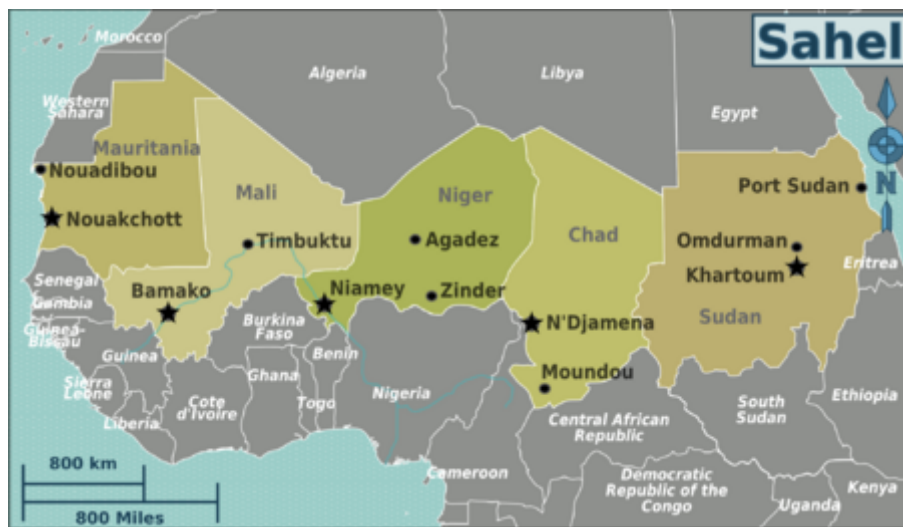 Sahel
Morocco
Algeria
Libya
Egypt
Western
Sahara
Mauritania
Nouadibou
Nouakchott
Mali
Timbuktu
Bamako
Niger
Agadez
Zinder
Niamey
Chad
N'Djamena
Moundou
Port Sudan
Omdurman
Khartoum
Sudan
N
Eritrea
Senegal
Gambia
Guinea-
Bissau
Guinea
Sierra
Leone
Liberia
Cote
d'Ivoire
Burkina
Faso
Ghana
Togo
Benin
Nigeria
Cameroon
Central African
Republic
South
Sudan
Ethiopia
Democratic
Republic of the
Congo
Uganda
Kenya
800 km
800 Miles